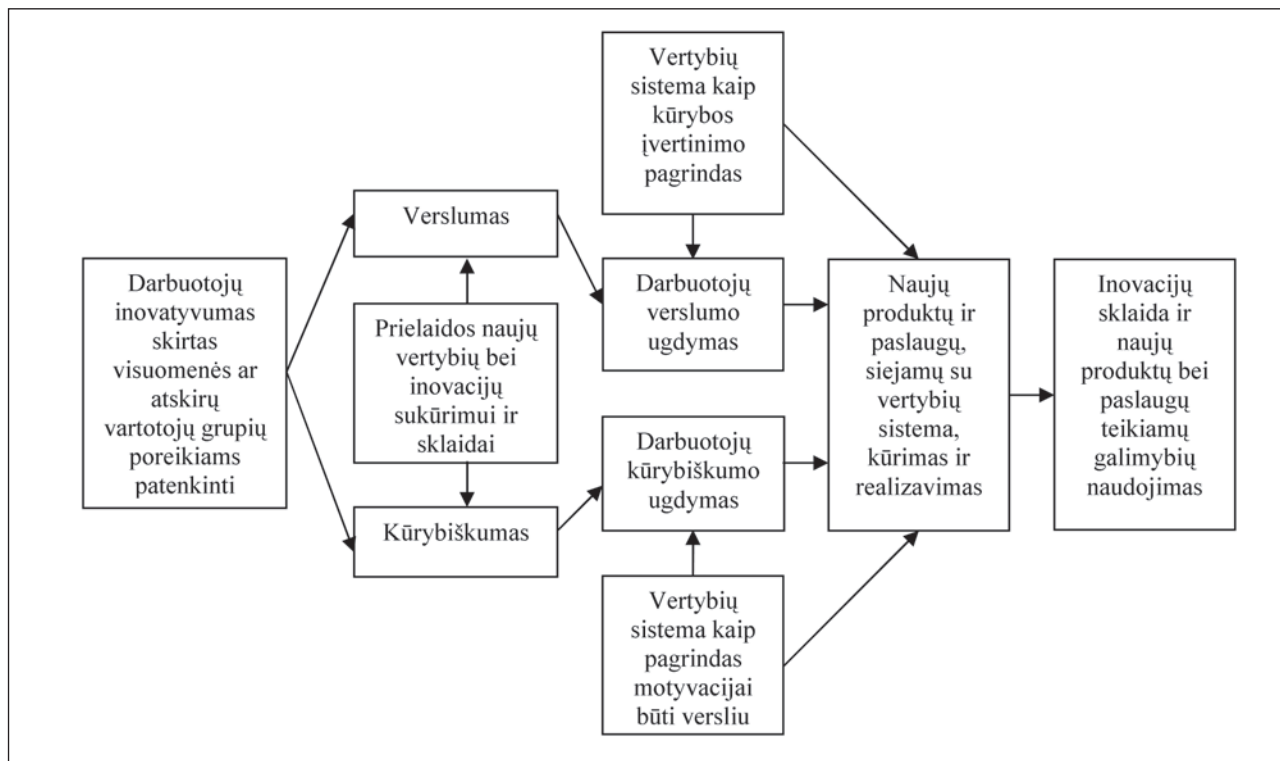 Vertybių
sistema kaip
kūrybos
įvertinimo
pagrindas
Verslumas
Darbuotojų
inovatyvumas
skirtas
visuomenės ar
atskirų
vartotojų grupių
poreikiams
patenkinti
Prielaidos naujų
vertybių bei
inovacijų
sukūrimui ir
sklaidai
Kūrybiškumas
Darbuotojų
verslumo
ugdymas
Darbuotojų
kūrybiškumo
ugdymas
Vertybių
sistema kaip
pagrindas
motyvacijai
būti versliu
Naujų
produktų ir
paslaugų,
siejamų su
vertybių
sistema,
kūrimas ir
realizavimas
Inovacijų
sklaida ir
naujų
produktų bei
paslaugų
teikiamų
galimybių
naudojimas